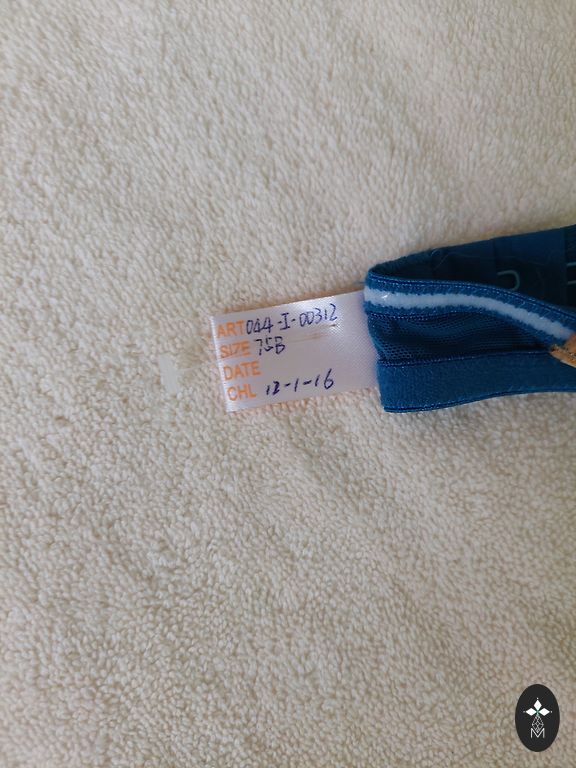 ART 044-I-00312
SIZE 75B
DATE
CHL 12-1-16
M